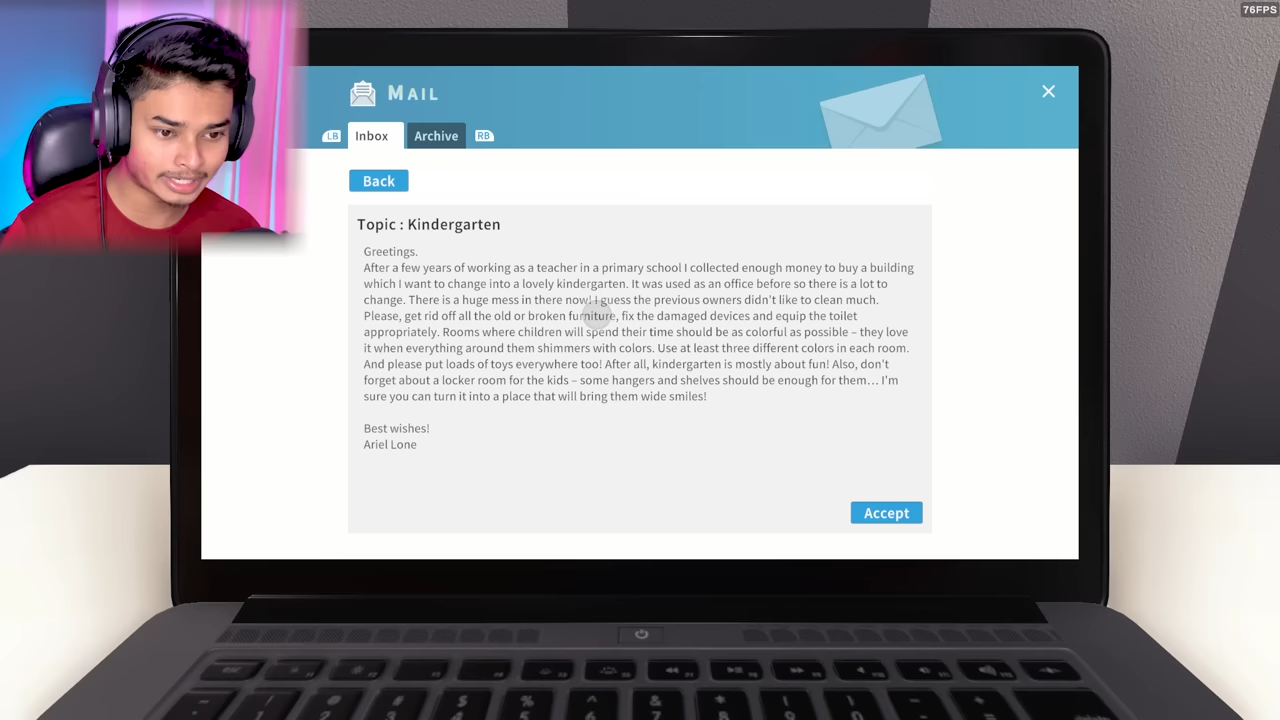 76FPS
MAIL
LB Inbox Archive RB
Back
Topic : Kindergarten
Greetings.
After a few years of working as a teacher in a primary school I collected enough money to buy a building
which I want to change into a lovely kindergarten. It was used as an office before so there is a lot to
change. There is a huge mess in there now! I guess the previous owners didn't like to clean much.
Please, get rid off all the old or broken furniture, fix the damaged devices and equip the toilet
appropriately. Rooms where children will spend their time should be as colorful as possible – they love
it when everything around them shimmers with colors. Use at least three different colors in each room.
And please put loads of toys everywhere too! After all, kindergarten is mostly about fun! Also, don't
forget about a locker room for the kids – some hangers and shelves should be enough for them... I'm
sure you can turn it into a place that will bring them wide smiles!
Best wishes!
Ariel Lone
Accept